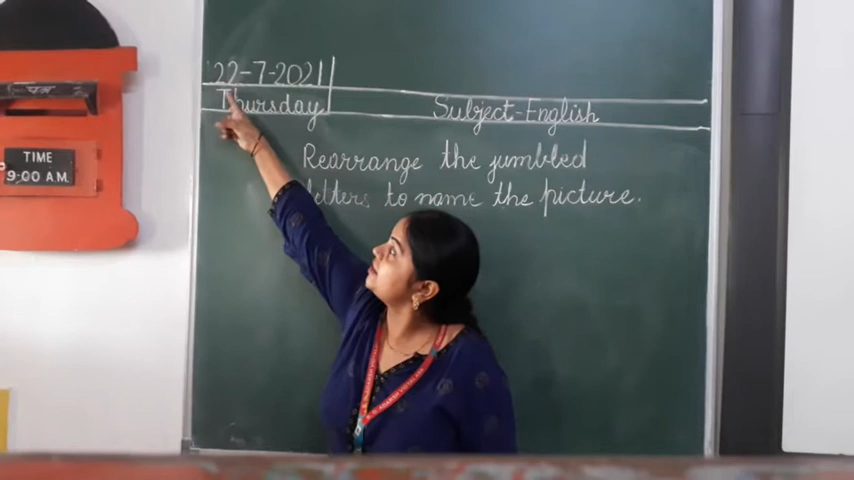 22-7-2021
Thursday Subject-English
Rearrange the jumbled
letters to name the picture.
TIME
9:00 A.M.